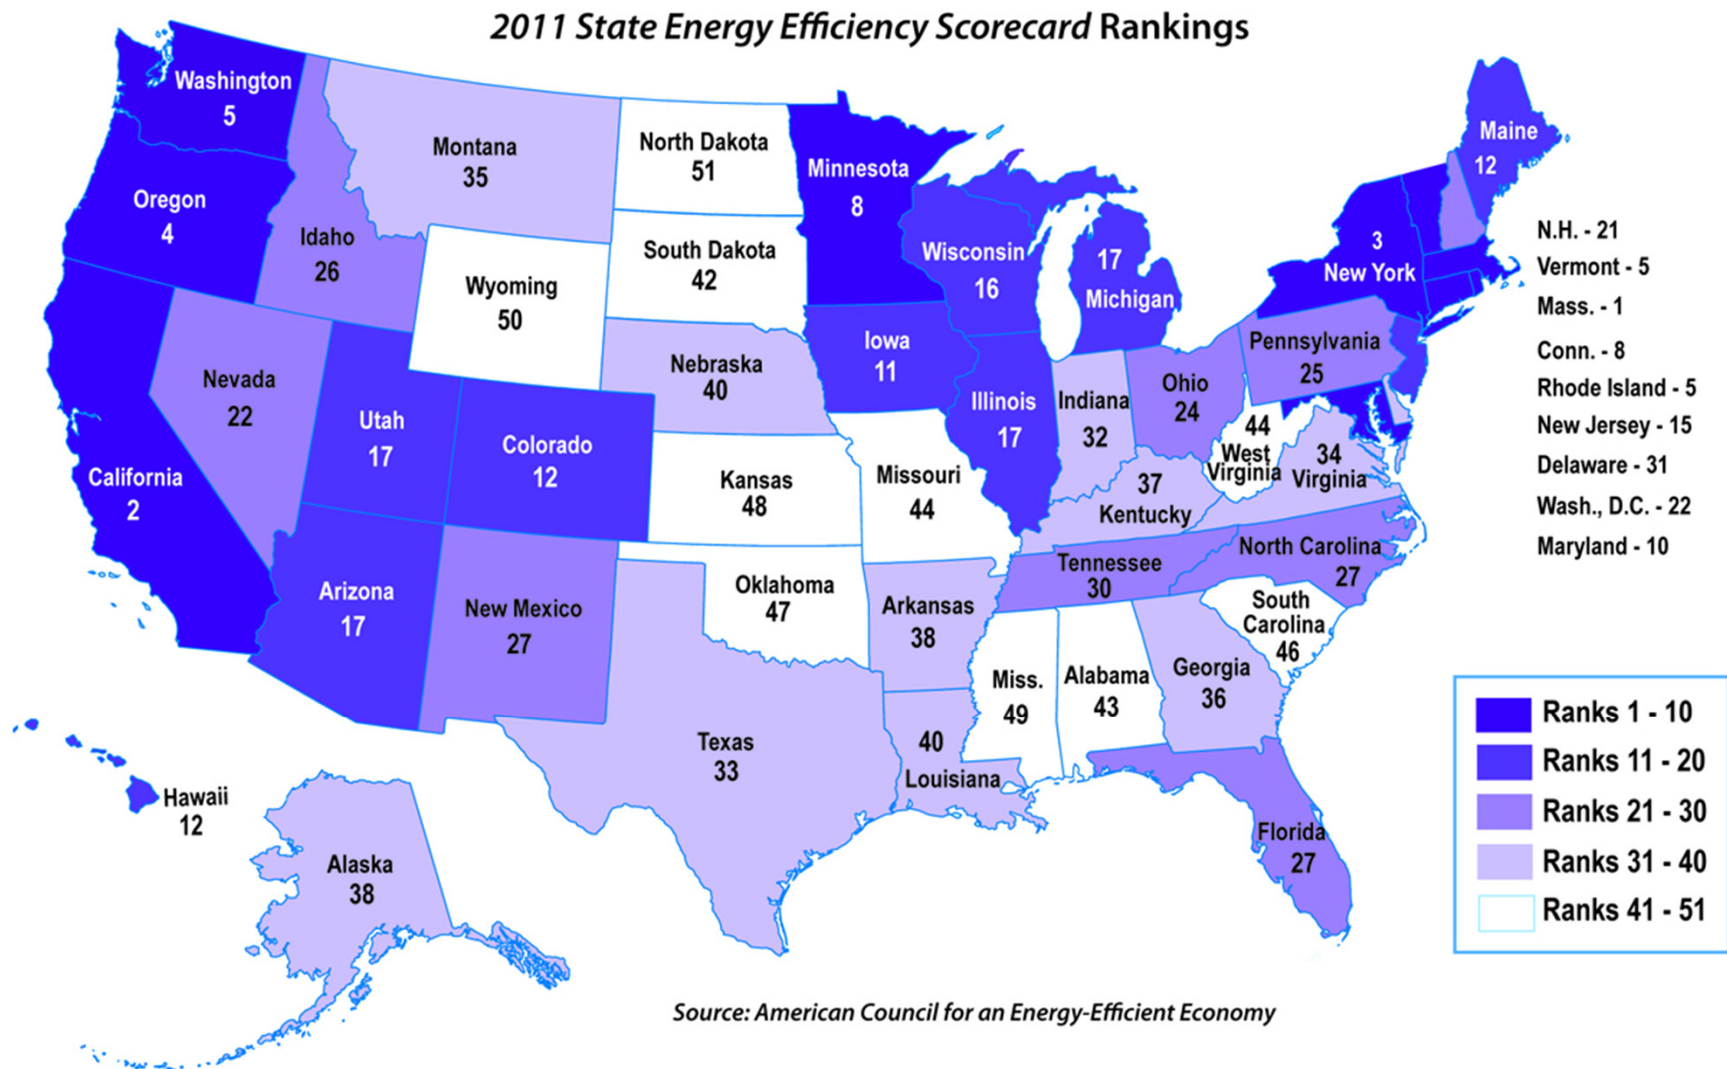 2011 State Energy Efficiency Scorecard Rankings
Washington
5
Oregon
4
California
2
Idaho
26
Nevada
22
Montana
35
Wyoming
50
Utah
17
Colorado
12
Arizona
17
New Mexico
27
North Dakota
51
South Dakota
42
Nebraska
40
Kansas
48
Oklahoma
47
Texas
33
Minnesota
8
Iowa
11
Missouri
44
Arkansas
38
40
Louisiana
Wisconsin
16
Illinois
17
17
Michigan
Indiana
32
Ohio
24
37
Kentucky
Tennessee
30
Miss.
49
Alabama
43
Georgia
36
Florida
27
South
Carolina
46
North Carolina
27
34
Virginia
44
West
Virginia
Pennsylvania
25
3
New York
Maine
12
N.H. - 21
Vermont - 5
Mass. - 1
Conn. - 8
Rhode Island - 5
New Jersey - 15
Delaware - 31
Wash., D.C. - 22
Maryland - 10
Hawaii
12
Alaska
38
Ranks 1 - 10
Ranks 11 - 20
Ranks 21 - 30
Ranks 31 - 40
Ranks 41 - 51
Source: American Council for an Energy-Efficient Economy